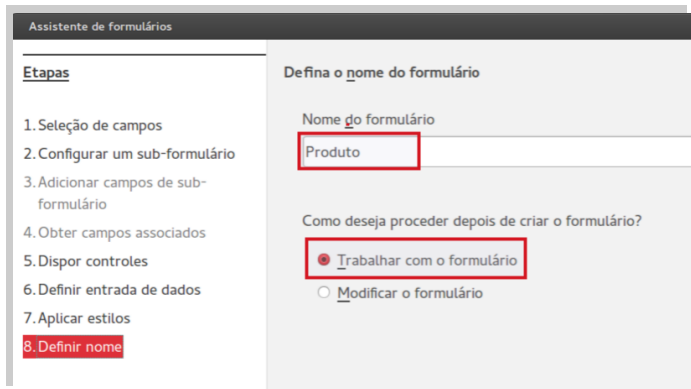 Assistente de formulários
Etapas
1. Seleção de campos
2. Configurar um sub-formulário
3. Adicionar campos de sub-
formulário
4. Obter campos associados
5. Dispor controles
6. Definir entrada de dados
7. Aplicar estilos
8. Definir nome
Defina o nome do formulário
Nome do formulário
Produto
Como deseja proceder depois de criar o formulário?
Trabalhar com o formulário
Modificar o formulário